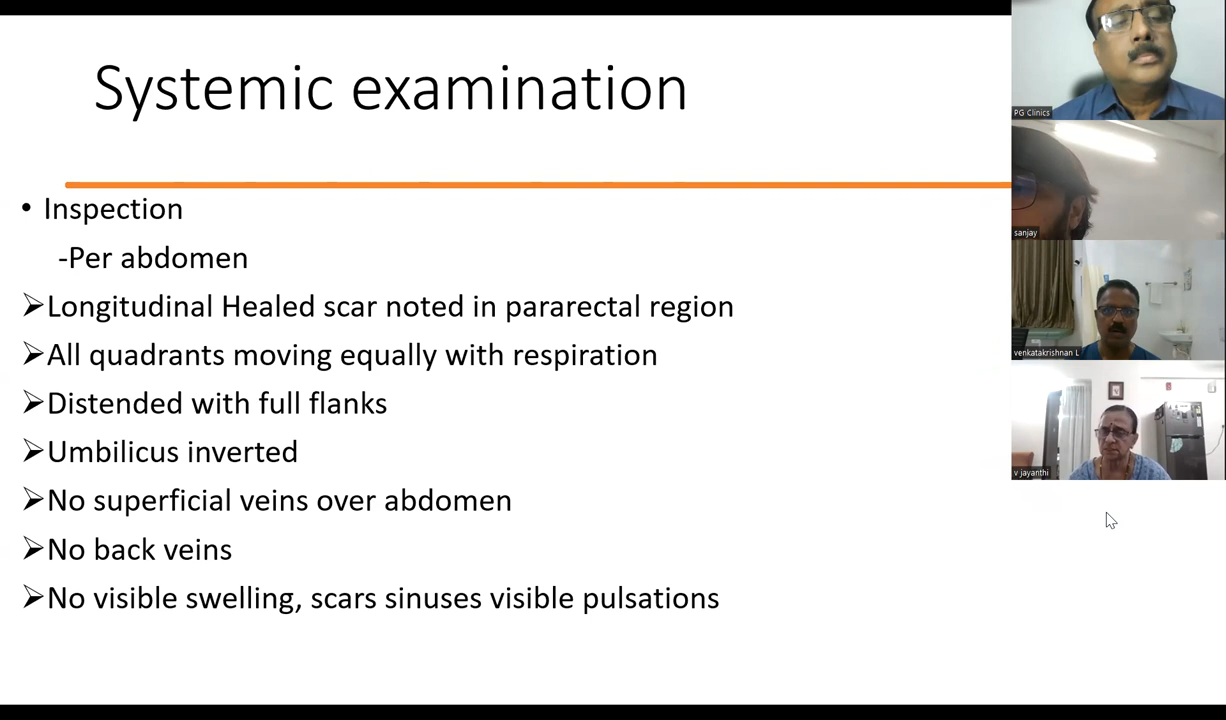 Systemic examination
• Inspection
-Per abdomen
➢Longitudinal Healed scar noted in pararectal region
➢All quadrants moving equally with respiration
➢Distended with full flanks
➢Umbilicus inverted
➢No superficial veins over abdomen
➢No back veins
➢No visible swelling, scars sinuses visible pulsations
PG Clinics
sanjay
venkatakrishnan L
v jayanthi